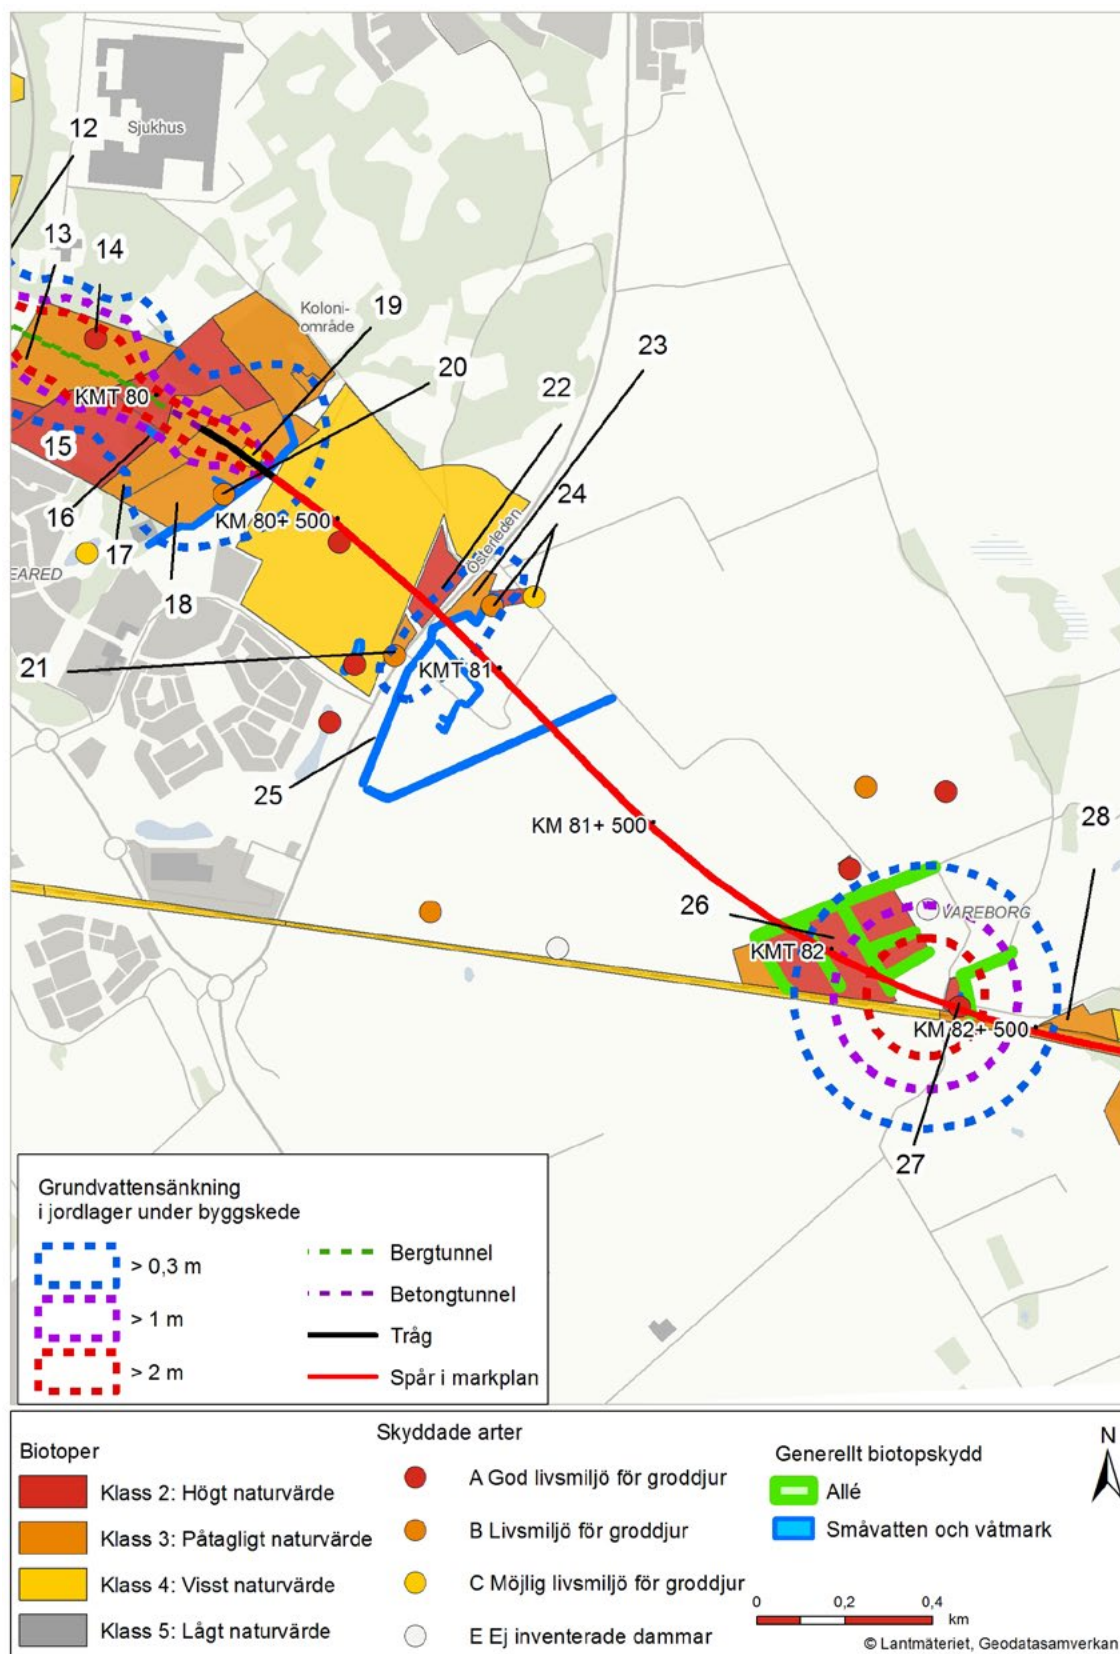 Sjukhus
12
13
14
19
Koloni-
område
20
22
23
KMT 80
15
16
17
18
KM 80+ 500
24
Österleden
EARED
21
KMT 81
25
KM 81+ 500
28
26
VAREBORG
KMT 82
KM 82+ 500
27
Grundvattensänkning
i jordlager under byggskede
> 0,3 m
> 1 m
> 2 m
Bergtunnel
Betongtunnel
Tråg
Spår i markplan
Biotoper
Klass 2: Högt naturvärde
Klass 3: Påtagligt naturvärde
Klass 4: Visst naturvärde
Klass 5: Lågt naturvärde
Skyddade arter
A God livsmiljö för groddjur
B Livsmiljö för groddjur
C Möjlig livsmiljö för groddjur
E Ej inventerade dammar
Generellt biotopskydd
Allé
Småvatten och våtmark
N
0 0,2 0,4
km
© Lantmäteriet, Geodatasamverkan